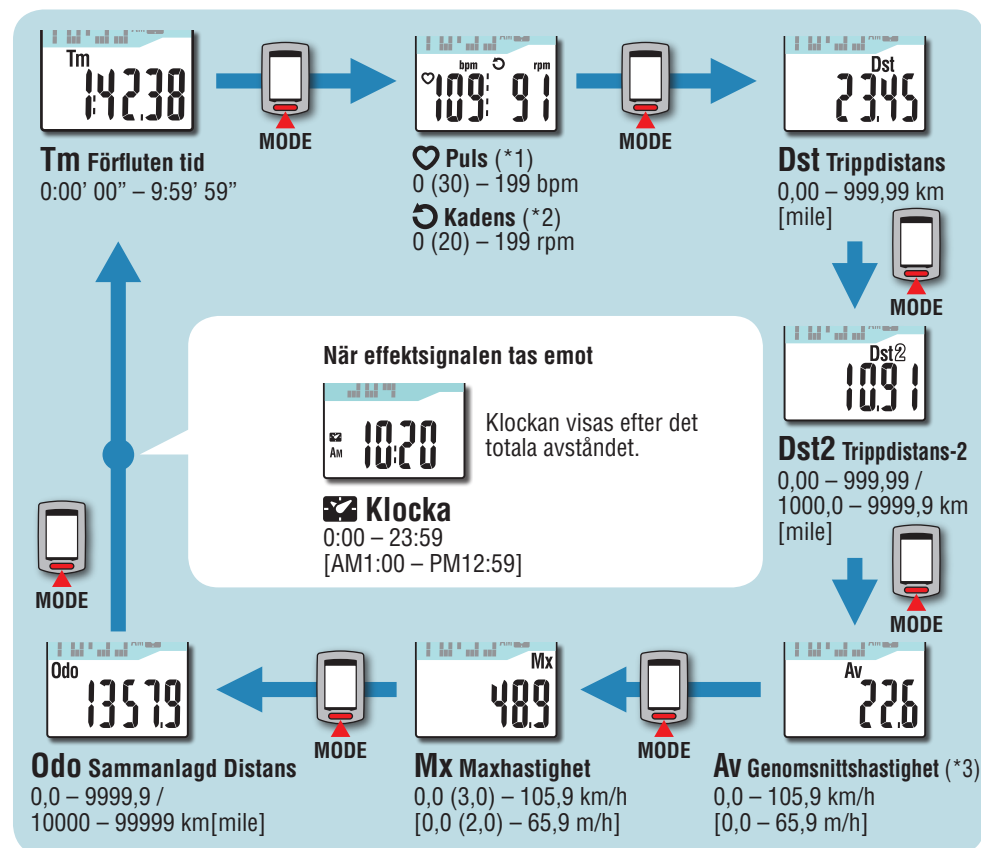 Tm
1:42.38
MODE
Tm Förfluten tid
0:00’ 00” – 9:59’ 59”
bpm rpm
109 91
MODE
Puls (*1)
0 (30) – 199 bpm
Kadens (*2)
0 (20) – 199 rpm
Dst
23.45
Dst Trippdistans
0,00 – 999,99 km
[mile]
MODE
Dst2
10.91
Dst2 Trippdistans-2
0,00 – 999,99 /
1000,0 – 9999,9 km
[mile]
MODE
När effektsignalen tas emot
AM
10:20
Klockan visas efter det
totala avståndet.
Klocka
0:00 – 23:59
[AM1:00 – PM12:59]
MODE
Odo
1357.9
MODE
Odo Sammanlagd Distans
0,0 – 9999,9 /
10000 – 99999 km[mile]
Mx
48.9
MODE
Mx Maxhastighet
0,0 (3,0) – 105,9 km/h
[0,0 (2,0) – 65,9 m/h]
Av
22.6
Av Genomsnittshastighet (*3)
0,0 – 105,9 km/h
[0,0 – 65,9 m/h]